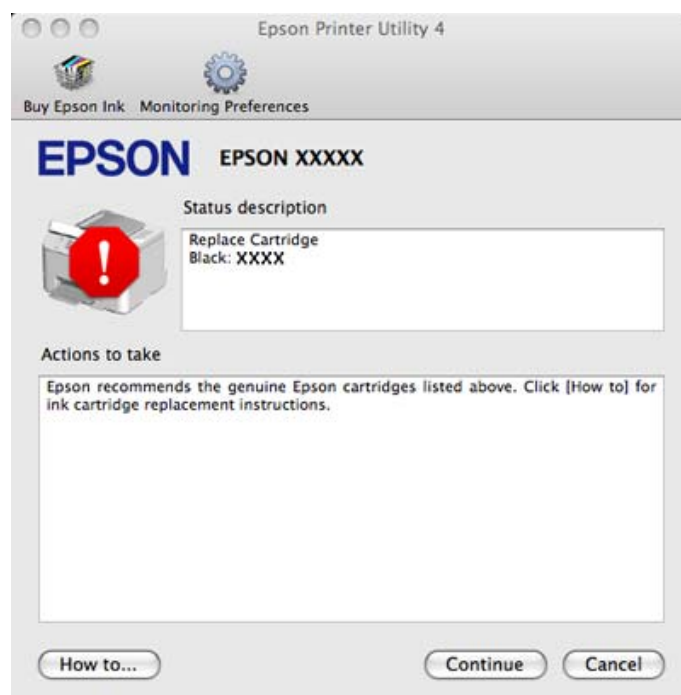 Epson Printer Utility 4
Buy Epson Ink Monitoring Preferences
EPSON EPSON XXXXX
Status description
Replace Cartridge
Black: XXXX
Actions to take
Epson recommends the genuine Epson cartridges listed above. Click [How to] for
ink cartridge replacement instructions.
How to... Continue Cancel